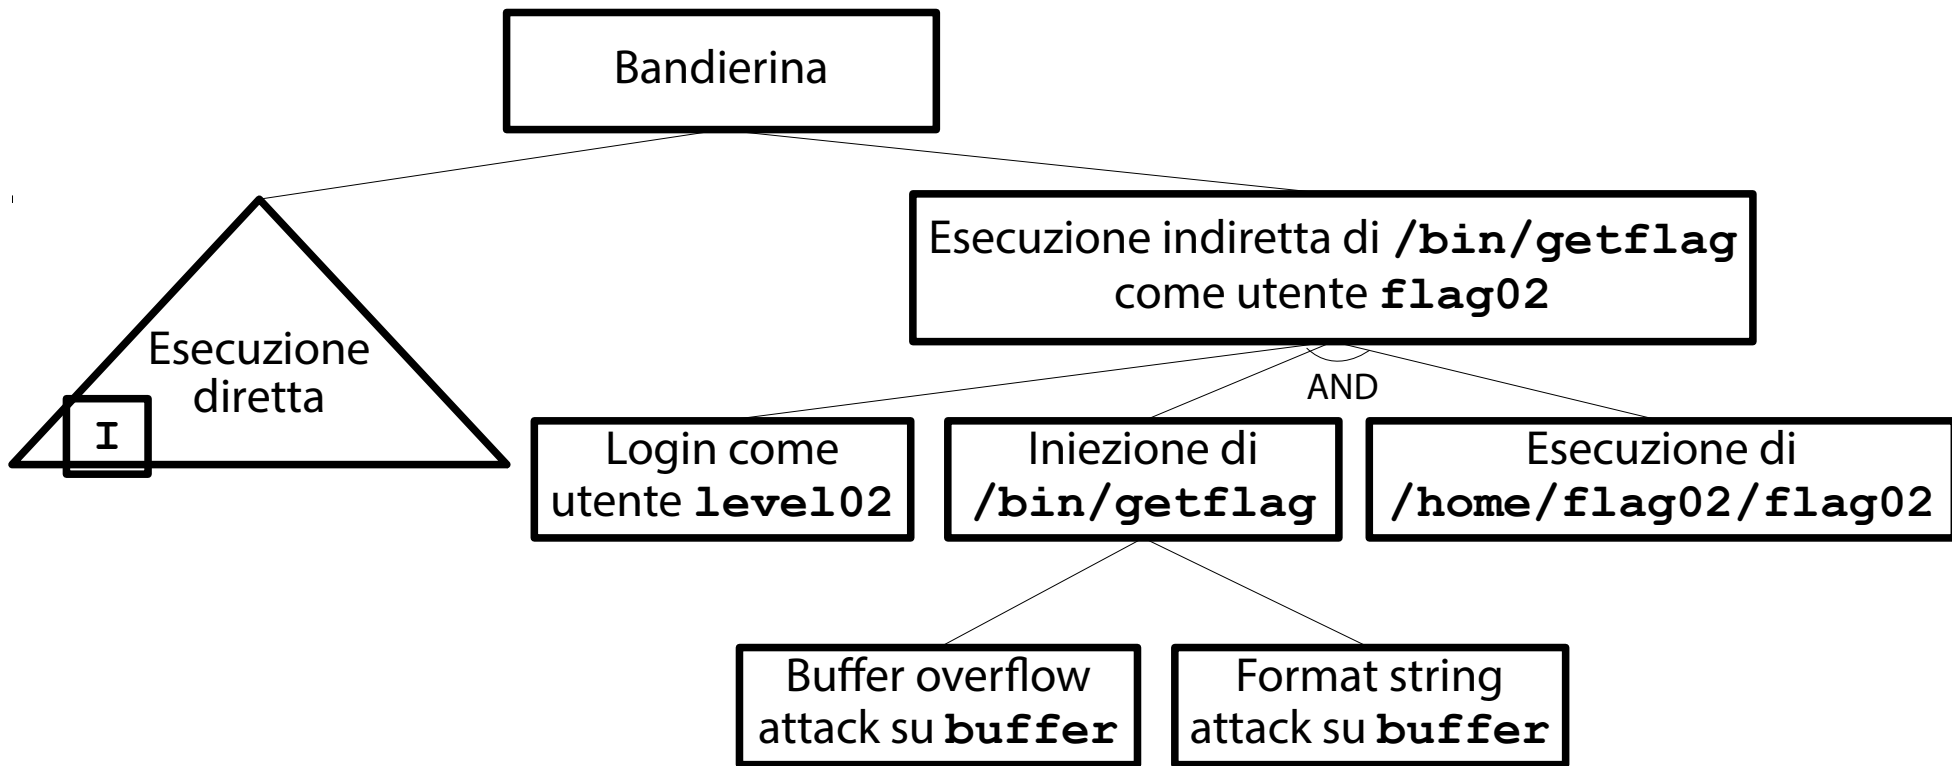 Bandierina
Esecuzione indiretta di /bin/getflag
come utente flag02
Esecuzione
diretta
I
AND
Login come
utente level02
Iniezione di
/bin/getflag
Esecuzione di
/home/flag02/flag02
Buffer overflow
attack su buffer
Format string
attack su buffer